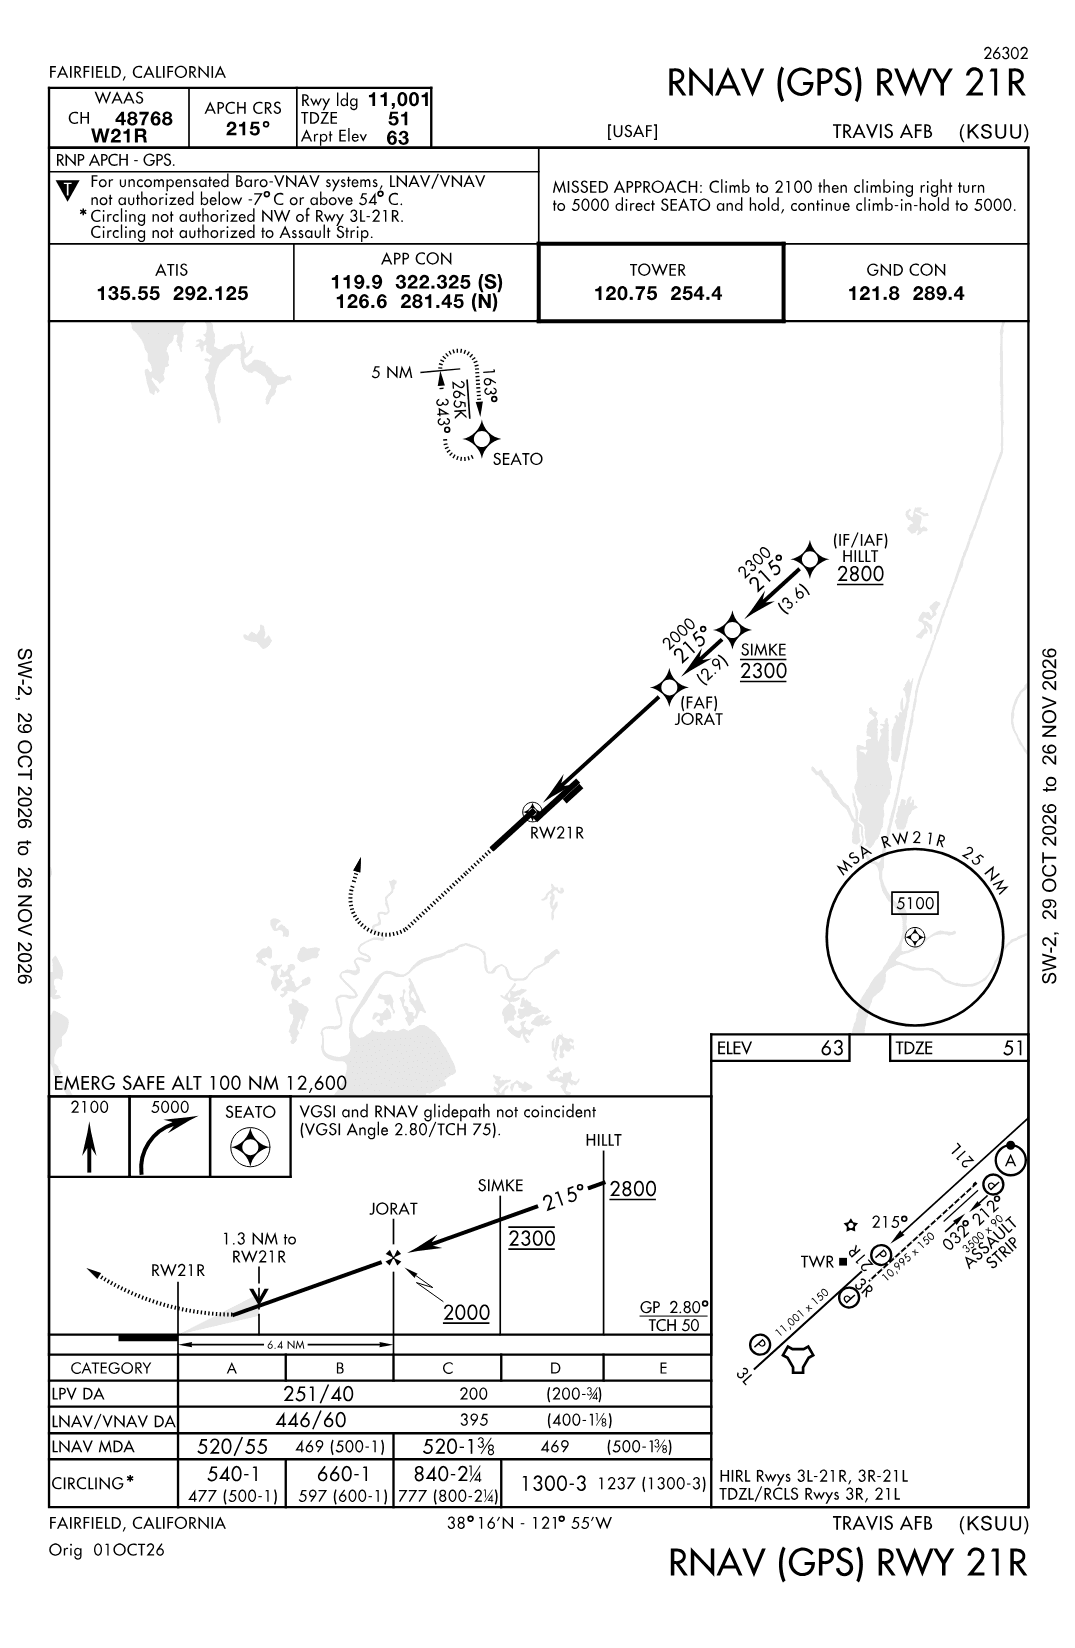 26302
FAIRFIELD, CALIFORNIA
RNAV (GPS) RWY 21R
WAAS
CH 48768
W21R
APCH CRS
215°
Rwy ldg 11,001
TDZE 51
Arpt Elev 63
[USAF]
TRAVIS AFB (KSUU)
RNP APCH - GPS.
T
For uncompensated Baro-VNAV systems, LNAV/VNAV
not authorized below -7°C or above 54°C.
* Circling not authorized NW of Rwy 3L-21R.
Circling not authorized to Assault Strip.
MISSED APPROACH: Climb to 2100 then climbing right turn
to 5000 direct SEATO and hold, continue climb-in-hold to 5000.
ATIS
135.55 292.125
APP CON
119.9 322.325 (S)
126.6 281.45 (N)
TOWER
120.75 254.4
GND CON
121.8 289.4
5 NM
163°
265K
343°
SEATO
(IF/IAF)
HILLT
2800
2300
215°
(3.6)
SIMKE
2300
2000
215°
(2.9)
(FAF)
JORAT
RW21R
SW-2, 29 OCT 2026 to 26 NOV 2026
SW-2, 29 OCT 2026 to 26 NOV 2026
MSA RW21R 25 NM
5100
ELEV 63
TDZE 51
EMERG SAFE ALT 100 NM 12,600
2100
5000
SEATO
VGSI and RNAV glidepath not coincident
(VGSI Angle 2.80/TCH 75).
HILLT
SIMKE
215°
2800
JORAT
2300
1.3 NM to
RW21R
RW21R
2000
GP 2.80°
TCH 50
6.4 NM
21L
A
P
215°
032° 212°
3500 x 90
ASSAULT
STRIP
TWR
21R
P
10,995 x 150
3R
P
11,001 x 150
P
3L
CATEGORY A B C D E
LPV DA 251/40 200 (200-¾)
LNAV/VNAV DA 446/60 395 (400-1⅛)
LNAV MDA 520/55 469 (500-1) 520-1⅜ 469 (500-1⅜)
CIRCLING* 540-1 660-1 840-2¼ 1300-3 1237 (1300-3)
477 (500-1) 597 (600-1) 777 (800-2¼)
HIRL Rwys 3L-21R, 3R-21L
TDZL/RCLS Rwys 3R, 21L
FAIRFIELD, CALIFORNIA
38°16'N - 121° 55'W
TRAVIS AFB (KSUU)
Orig 01OCT26
RNAV (GPS) RWY 21R